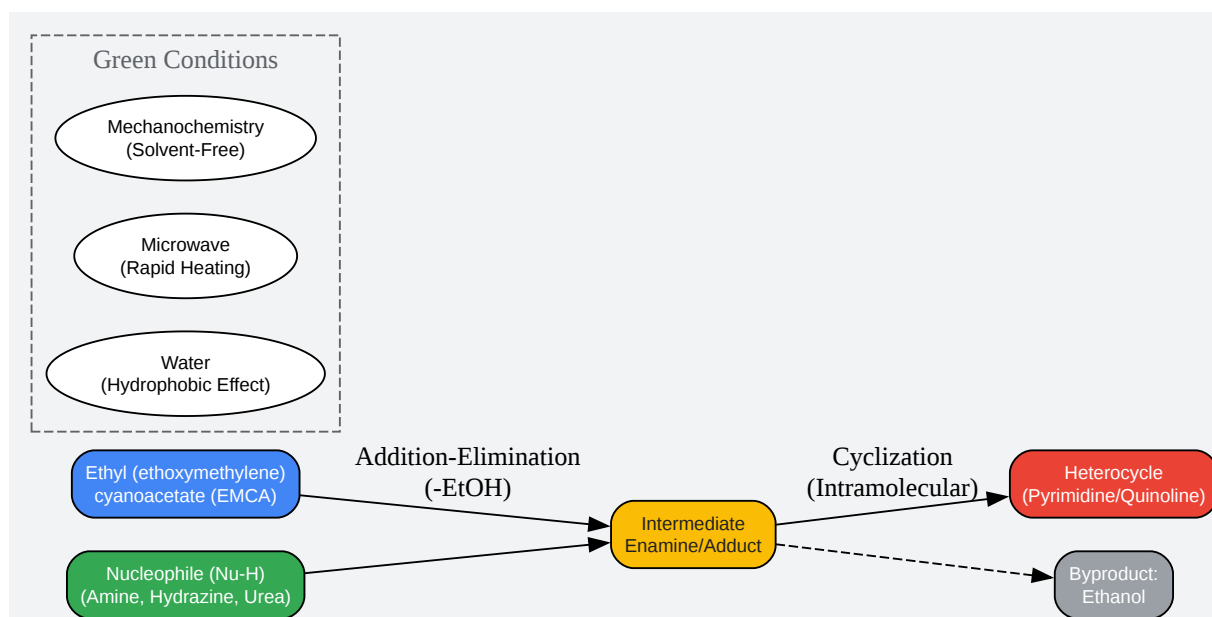 Green Conditions
Mechanochemistry
(Solvent-Free)
Microwave
(Rapid Heating)
Water
(Hydrophobic Effect)
Ethyl (ethoxymethylene)
cyanoacetate (EMCA)
Addition-Elimination
(-EtOH)
Cyclization
(Intramolecular)
Heterocycle
(Pyrimidine/Quinoline)
Intermediate
Enamine/Adduct
Nucleophile (Nu-H)
(Amine, Hydrazine, Urea)
Byproduct:
Ethanol